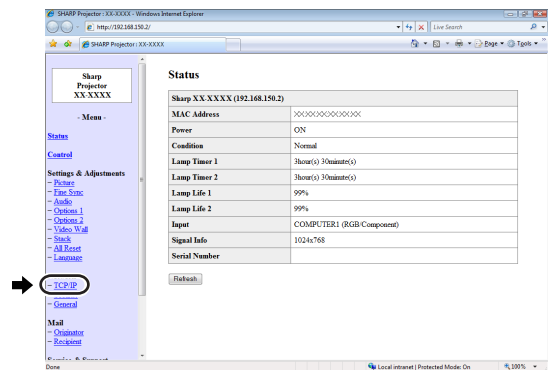 SHARP Projector : XX-XXXX - Windows Internet Explorer
http://192.168.150.2/
Live Search
SHARP Projector : XX-XXXX
Page
Tools
Sharp
Projector
XX-XXXX
- Menu -
Status
Control
Settings & Adjustments
– Picture
– Fine Sync
– Audio
– Options 1
– Options 2
– Video Wall
– Stack
– All Reset
– Language
– TCP/IP
– General
Mail
– Originator
– Recipient
Status
Sharp XX-XXXX (192.168.150.2)
MAC Address XXXXXXXXXXXX
Power ON
Condition Normal
Lamp Timer 1 3hour(s) 30minute(s)
Lamp Timer 2 3hour(s) 30minute(s)
Lamp Life 1 99%
Lamp Life 2 99%
Input COMPUTER1 (RGB/Component)
Signal Info 1024x768
Serial Number
Refresh
Done
Local intranet | Protected Mode: On
100%